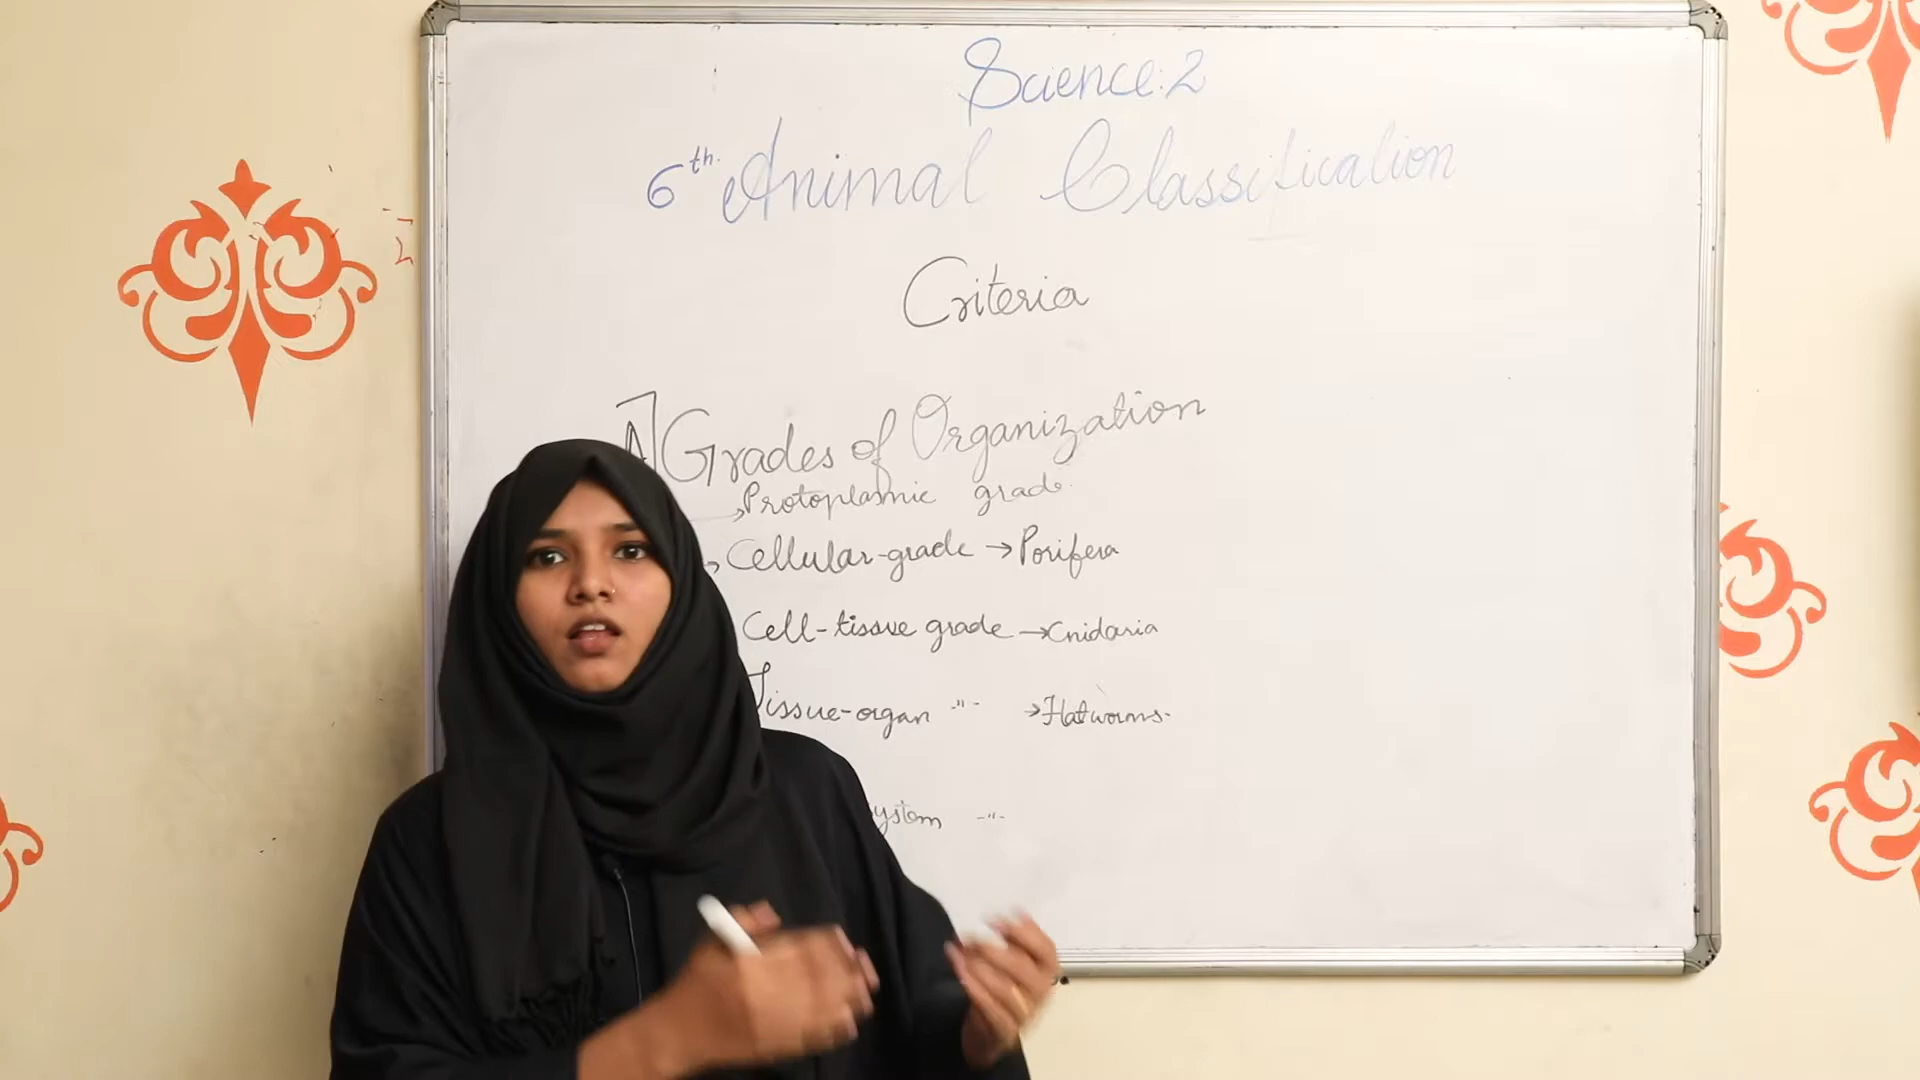 Science:2
6th. Animal Classification
Criteria
A] Grades of Organization
→ Protoplasmic grade.
→ Cellular-grade → Porifera
Cell-tissue grade → Cnidaria
Tissue-organ -"- → Flatworms.
ystem -"-